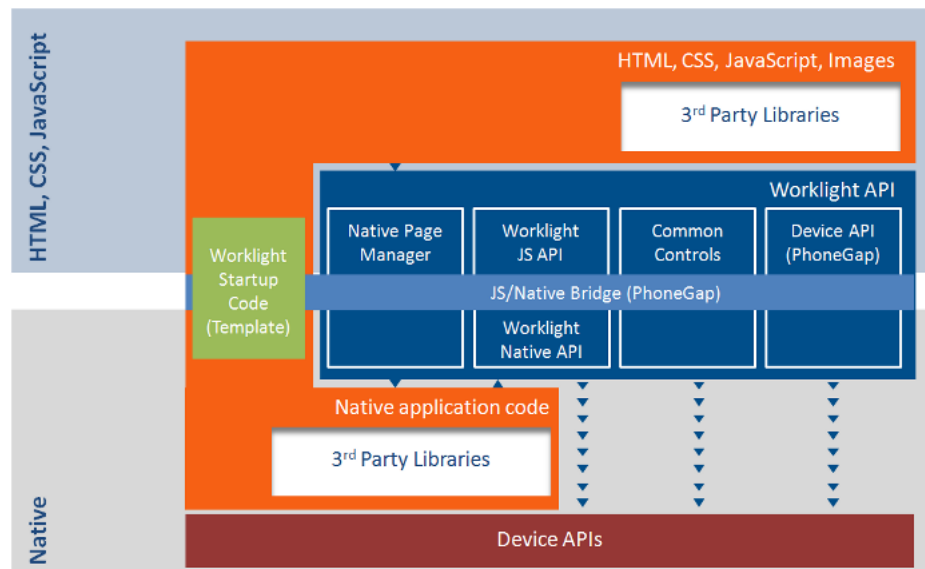 HTML, CSS, JavaScript
HTML, CSS, JavaScript, Images
3rd Party Libraries
Worklight API
Worklight
Startup
Code
(Template)
Native Page
Manager
Worklight
JS API
Common
Controls
Device API
(PhoneGap)
JS/Native Bridge (PhoneGap)
Worklight
Native API
Native application code
3rd Party Libraries
Native
Device APIs